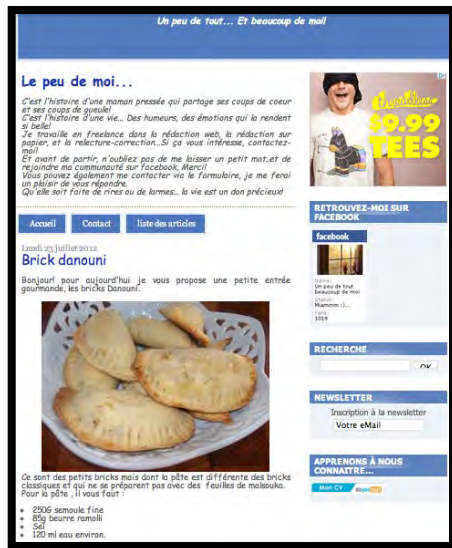 Un peu de tout... Et beaucoup de moi!
Le peu de moi...
C'est l'histoire d'une maman pressée qui partage ses coups de coeur
et ses coups de gueule!
C'est l'histoire d'une vie... Des humeurs, des émotions qui la rendent
si belle!
Je travaille en freelance dans la rédaction web, la rédaction sur
papier, et la relecture-correction...Si ça vous intéresse, contactez-
moi!
Et avant de partir, n'oubliez pas de me laisser un petit mot..et de
rejoindre ma communauté sur facebook, Merci!
Vous pouvez également me contacter via le formulaire, je me ferai
un plaisir de vous répondre.
Qu'elle soit faite de rires ou de larmes... la vie est un don précieux!
Accueil
Contact
liste des articles
Lundi 23 juillet 2012
Brick danouni
Bonjour! pour aujourd'hui je vous propose une petite entrée
gourmande, les bricks Danouni.
Ce sont des petits bricks mais dont la pâte est différente des bricks
classiques et qui ne se préparent pas avec des feuilles de malsouka.
Pour la pâte , il vous faut :
250G semoule fine
85g beurre ramolli
Sel
120 ml eau environ.
$9.99
TEES
RETROUVEZ-MOI SUR
FACEBOOK
facebook
Name:
Un peu de tout
beaucoup de moi
Status:
Miammm :)...
Fans:
1019
RECHERCHE
OK
NEWSLETTER
Inscription à la newsletter
Votre eMail
APPRENONS À NOUS
CONNAITRE...
Mon CV